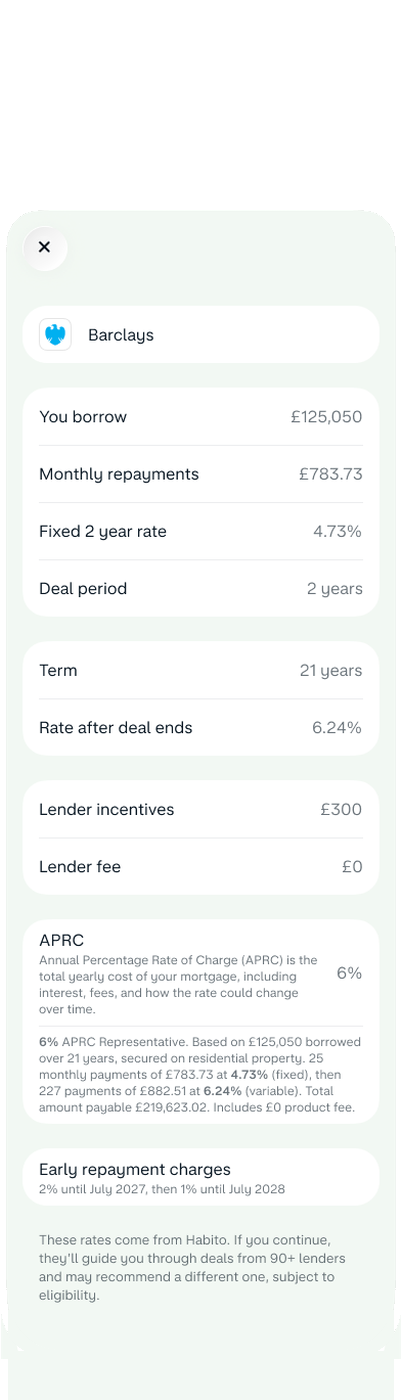 Barclays
You borrow £125,050
Monthly repayments £783.73
Fixed 2 year rate 4.73%
Deal period 2 years
Term 21 years
Rate after deal ends 6.24%
Lender incentives £300
Lender fee £0
APRC
Annual Percentage Rate of Charge (APRC) is the
total yearly cost of your mortgage, including
interest, fees, and how the rate could change
over time.
6%
6% APRC Representative. Based on £125,050 borrowed
over 21 years, secured on residential property. 25
monthly payments of £783.73 at 4.73% (fixed), then
227 payments of £882.51 at 6.24% (variable). Total
amount payable £219,623.02. Includes £0 product fee.
Early repayment charges
2% until July 2027, then 1% until July 2028
These rates come from Habito. If you continue,
they'll guide you through deals from 90+ lenders
and may recommend a different one, subject to
eligibility.